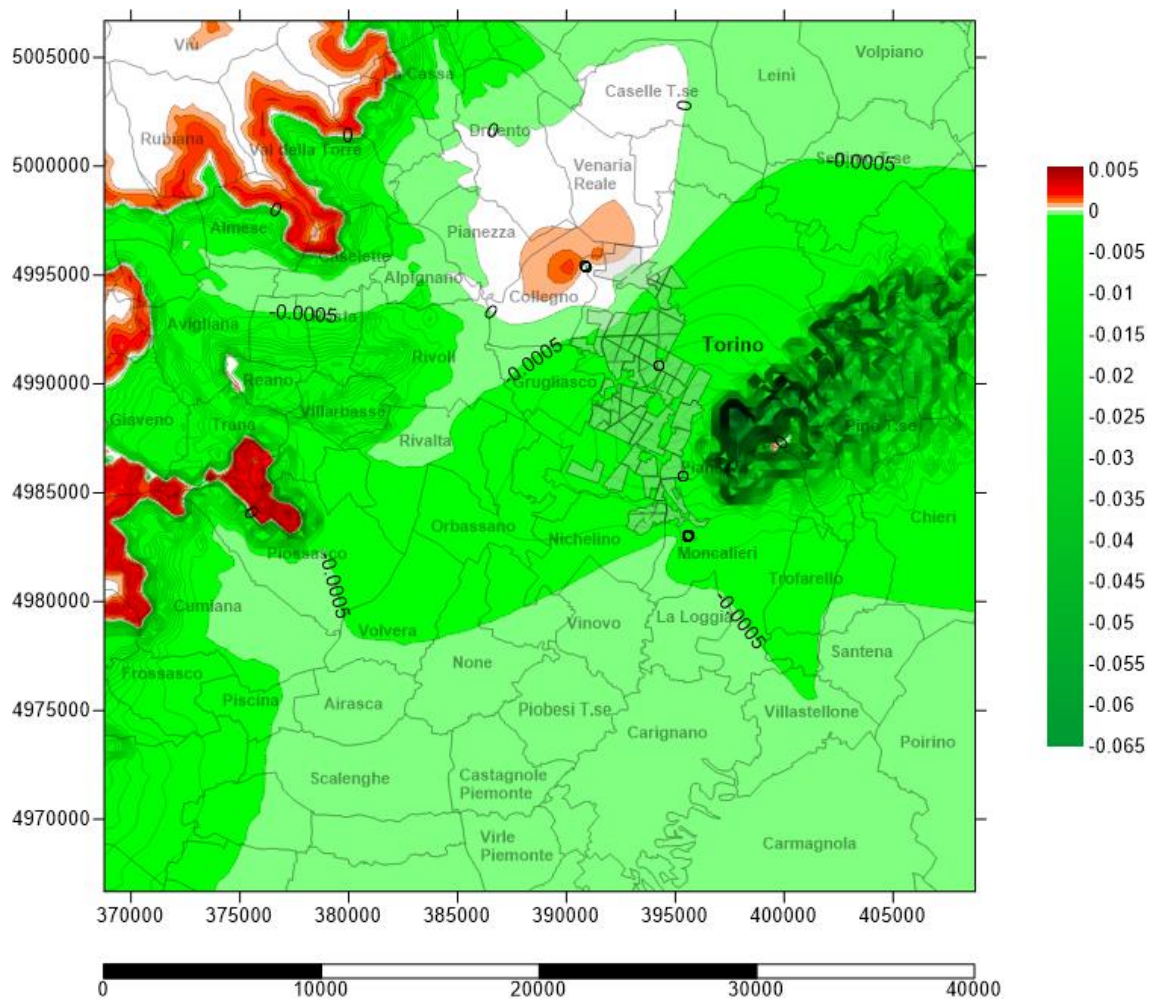 5005000
5000000
4995000
4990000
4985000
4980000
4975000
4970000
Viù
La Cassa
Caselle T.se
Leinì
Volpiano
0
Rubiana
0
Val della Torre
Druento
0
Venaria
Reale
Settimo T.se
-0.0005
0
Almese
Pianezza
Caselette
Alpignano
Collegno
-0.0005
0
Avigliana
Rivoli
-0.0005
Torino
Reano
Grugliasco
Giaveno
Trana
Villarbasse
Rivalta
Pino T.se
0
Orbassano
Nichelino
Chieri
Piossasco
Moncalieri
-0.0005
Trofarello
Cumiana
Volvera
Vinovo
La Loggia
-0.0005
None
Santena
Frossasco
Piscina
Airasca
Piobesi T.se
Villastellone
Carignano
Poirino
Scalenghe
Castagnole
Piemonte
Virle
Piemonte
Carmagnola
370000 375000 380000 385000 390000 395000 400000 405000
0 10000 20000 30000 40000
0.005
0
-0.005
-0.01
-0.015
-0.02
-0.025
-0.03
-0.035
-0.04
-0.045
-0.05
-0.055
-0.06
-0.065